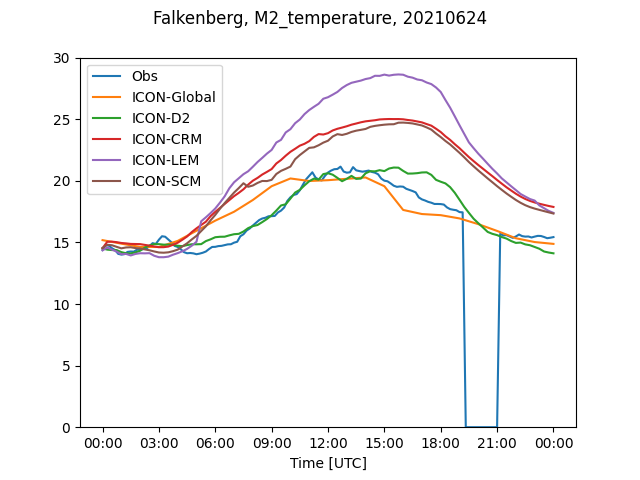 Falkenberg, M2_temperature, 20210624
30
25
20
15
10
5
0
Obs
ICON-Global
ICON-D2
ICON-CRM
ICON-LEM
ICON-SCM
00:00 03:00 06:00 09:00 12:00 15:00 18:00 21:00 00:00
Time [UTC]